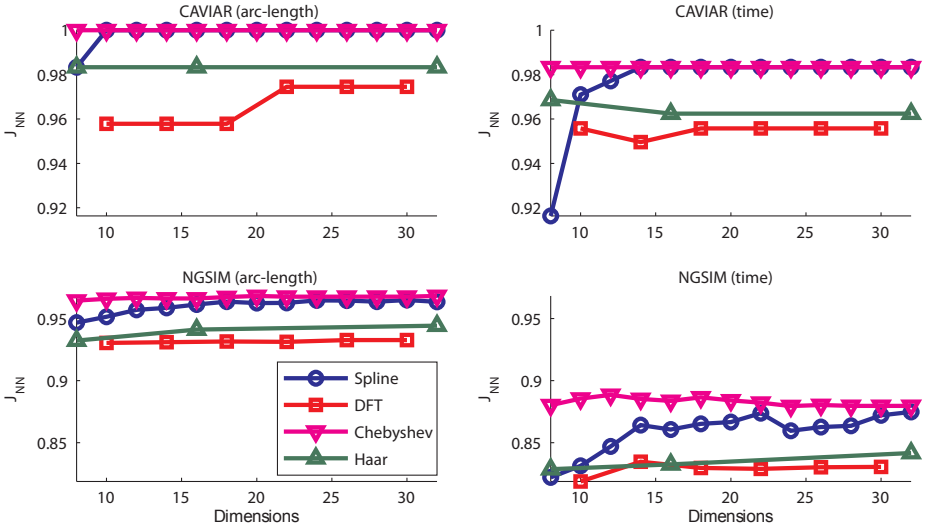 CAVIAR (arc-length)
1
0.98
0.96
0.94
0.92
J_NN
10 15 20 25 30
CAVIAR (time)
1
0.98
0.96
0.94
0.92
J_NN
10 15 20 25 30
NGSIM (arc-length)
0.95
0.9
0.85
J_NN
Spline
DFT
Chebyshev
Haar
10 15 20 25 30
Dimensions
NGSIM (time)
0.95
0.9
0.85
J_NN
10 15 20 25 30
Dimensions